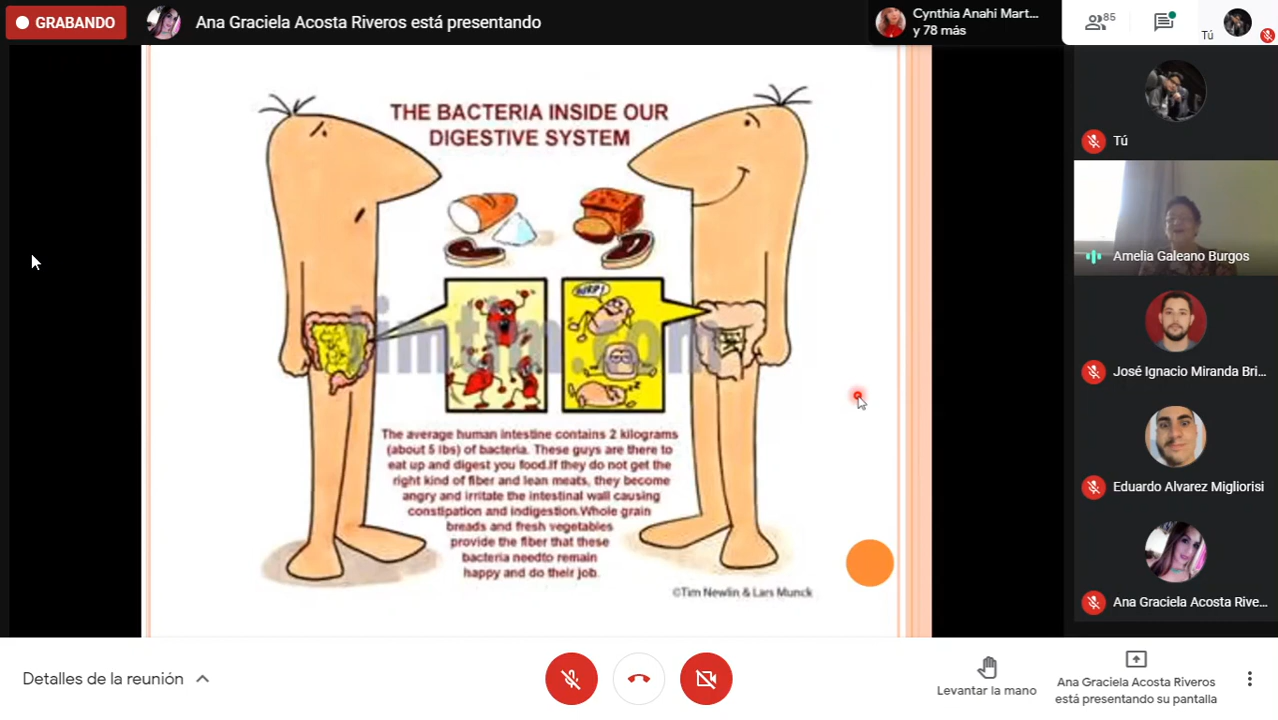 GRABANDO
Ana Graciela Acosta Riveros está presentando
Cynthia Anahi Mart...
y 78 más
85
Tú
THE BACTERIA INSIDE OUR
DIGESTIVE SYSTEM
BURP!
timtim.com
The average human intestine contains 2 kilograms
(about 5 lbs) of bacteria. These guys are there to
eat up and digest you food.If they do not get the
right kind of fiber and lean meats, they become
angry and irritate the intestinal wall causing
constipation and indigestion.Whole grain
breads and fresh vegetables
provide the fiber that these
bacteria needto remain
happy and do their job.
©Tim Newlin & Lars Munck
Tú
Amelia Galeano Burgos
José Ignacio Miranda Bri...
Eduardo Alvarez Migliorisi
Ana Graciela Acosta Rive...
Detalles de la reunión
Levantar la mano
Ana Graciela Acosta Riveros
está presentando su pantalla